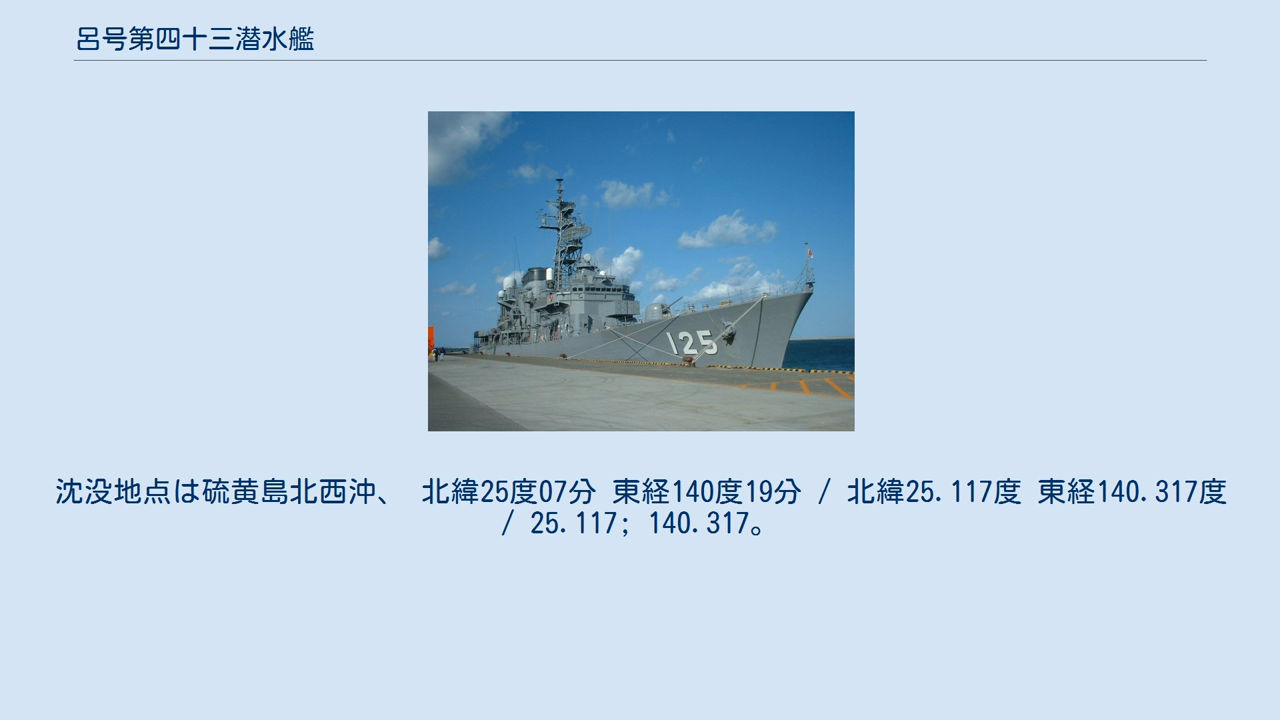 呂号第四十三潜水艦
125
沈没地点は硫黄島北西沖、 北緯25度07分 東経140度19分 / 北緯25.117度 東経140.317度
/ 25.117; 140.317。